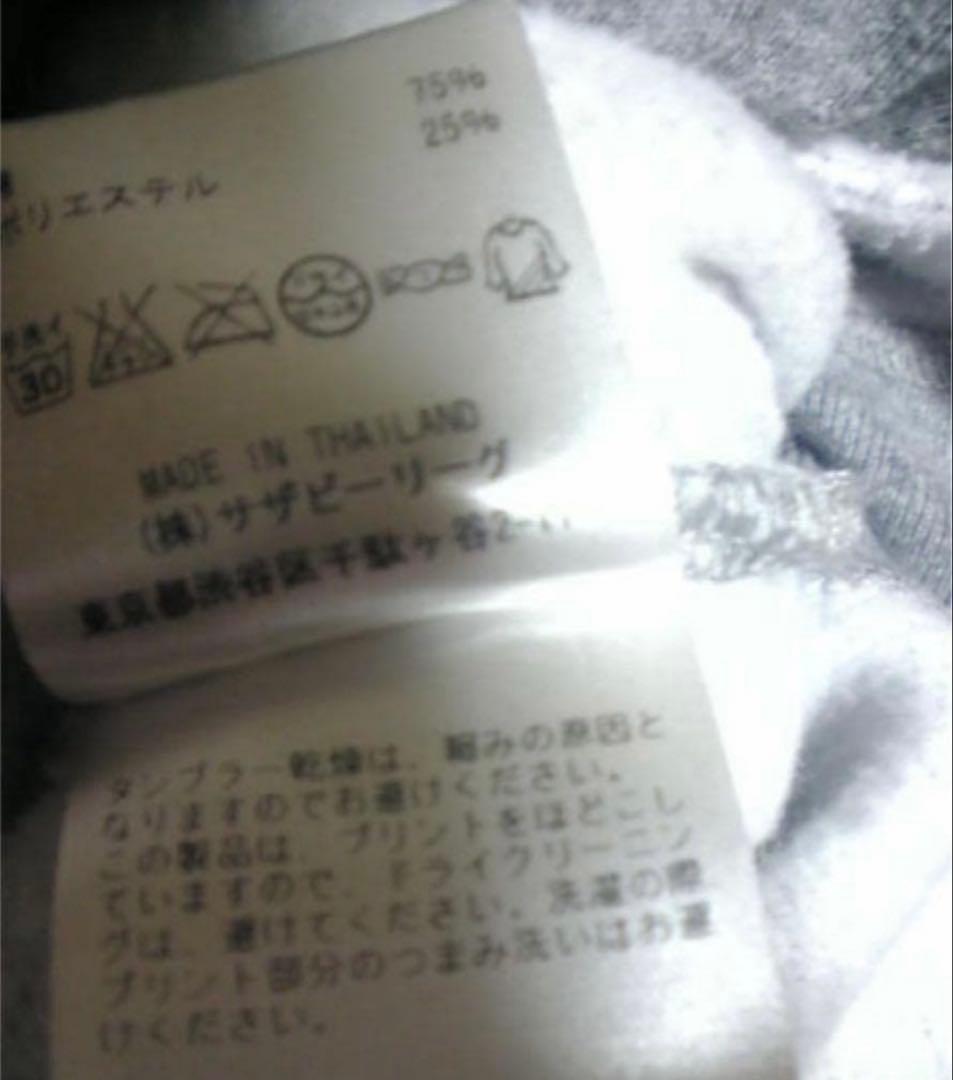 75%
25%
ポリエステル
30
MADE IN THAILAND
(株)サザビーリーグ
東京都渋谷区千駄ケ谷2-11
タンブラー乾燥は、縮みの原因と
なりますのでお避けください。
この製品は、プリントをほどこし
ていますので、ドライクリーニン
グは、避けてください。洗濯の際
プリント部分のつまみ洗いはお避
けください。